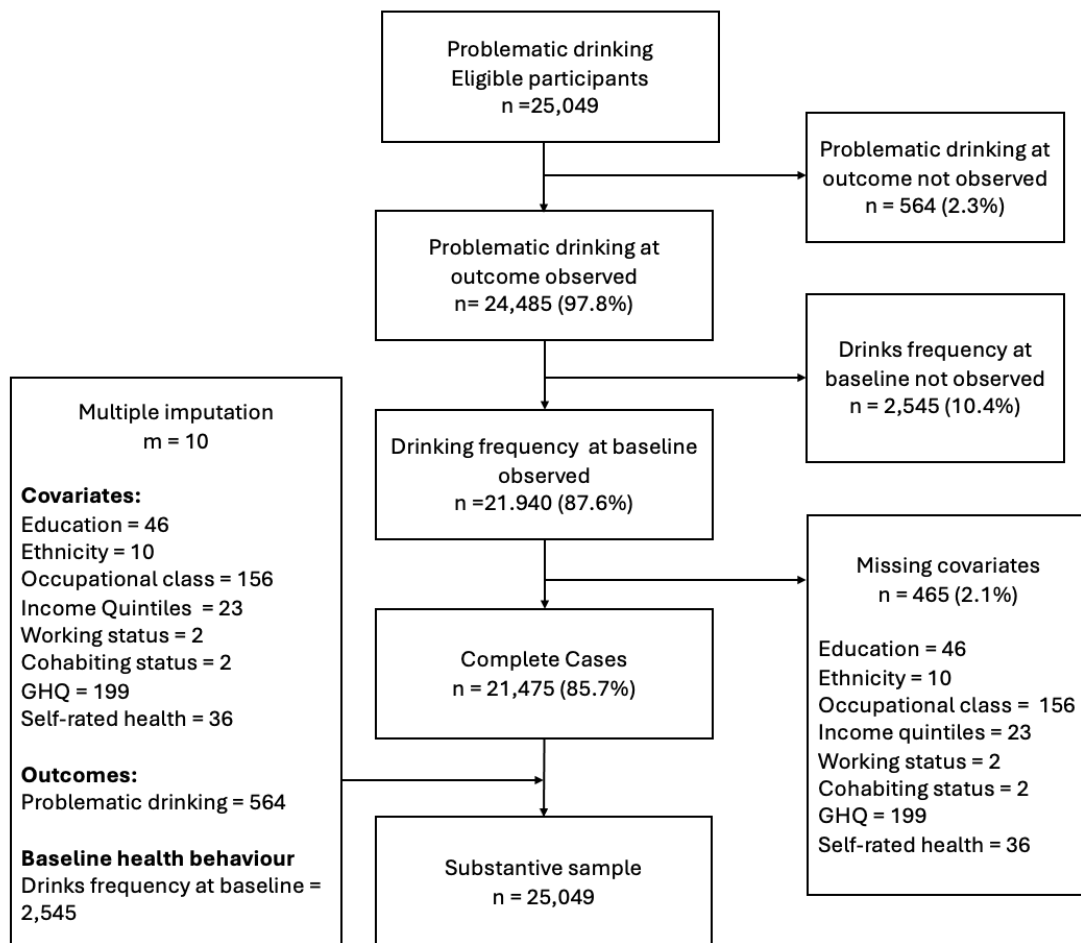 Problematic drinking
Eligible participants
n =25,049
Problematic drinking at
outcome not observed
n = 564 (2.3%)
Problematic drinking at
outcome observed
n= 24,485 (97.8%)
Drinks frequency at
baseline not observed
n = 2,545 (10.4%)
Drinking frequency at baseline
observed
n =21.940 (87.6%)
Missing covariates
n = 465 (2.1%)
Education = 46
Ethnicity = 10
Occupational class = 156
Income quintiles = 23
Working status = 2
Cohabiting status = 2
GHQ = 199
Self-rated health = 36
Complete Cases
n = 21,475 (85.7%)
Multiple imputation
m = 10
Covariates:
Education = 46
Ethnicity = 10
Occupational class = 156
Income Quintiles = 23
Working status = 2
Cohabiting status = 2
GHQ = 199
Self-rated health = 36
Outcomes:
Problematic drinking = 564
Baseline health behaviour
Drinks frequency at baseline =
2,545
Substantive sample
n = 25,049